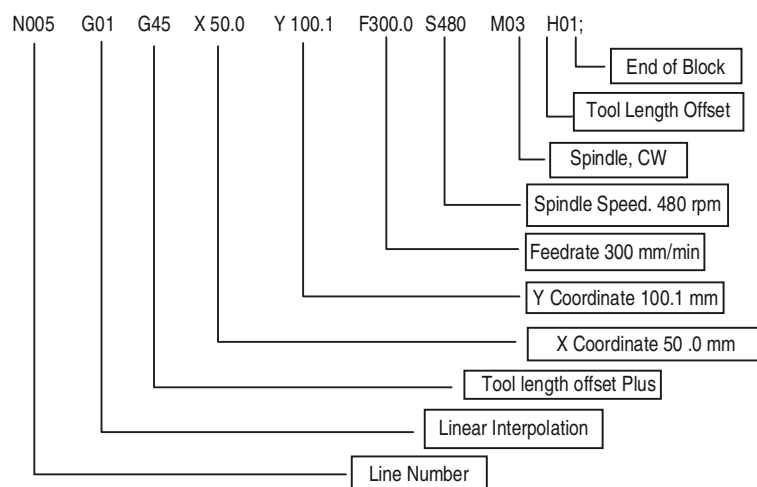 N005 G01 G45 X 50.0 Y 100.1 F300.0 S480 M03 H01;
End of Block
Tool Length Offset
Spindle, CW
Spindle Speed. 480 rpm
Feedrate 300 mm/min
Y Coordinate 100.1 mm
X Coordinate 50 .0 mm
Tool length offset Plus
Linear Interpolation
Line Number